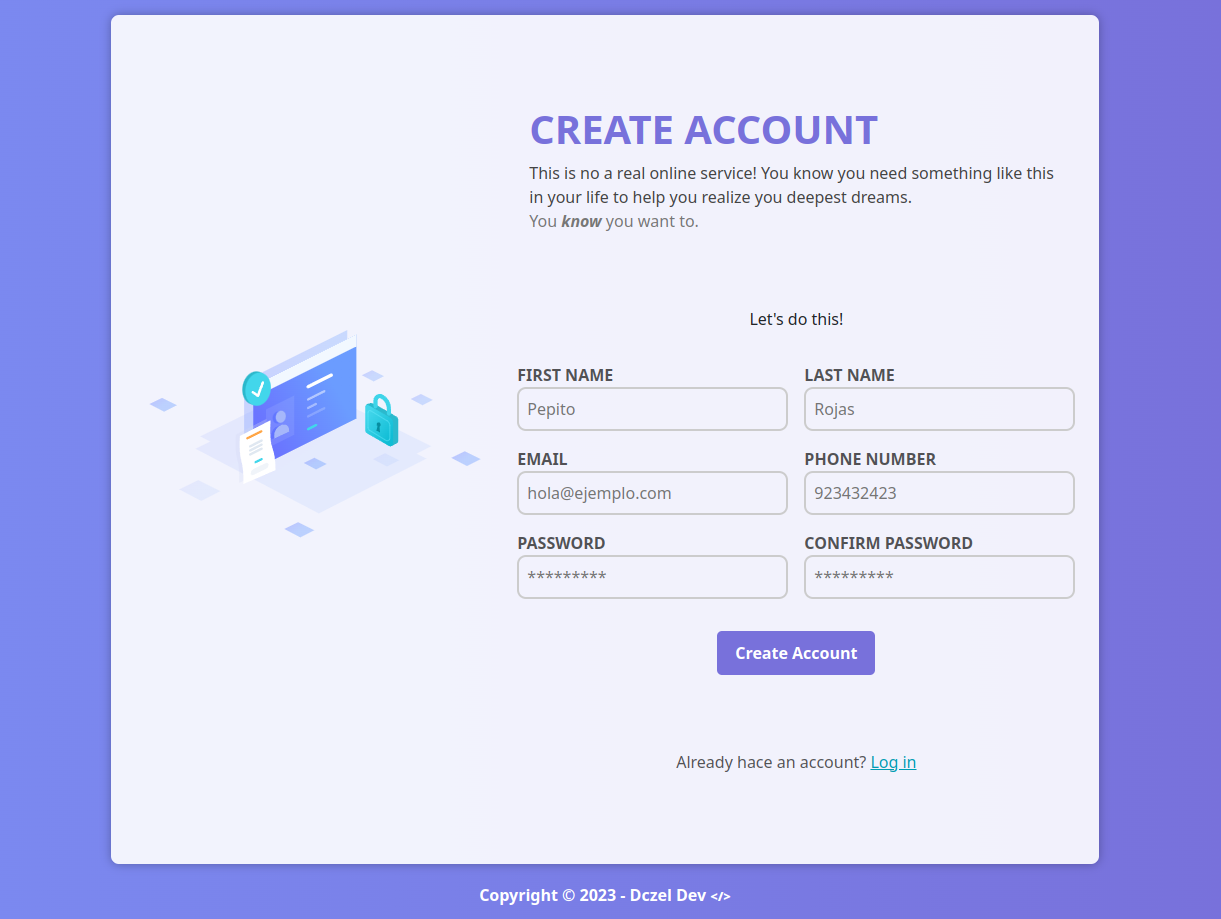 CREATE ACCOUNT
This is no a real online service! You know you need something like this
in your life to help you realize you deepest dreams.
You know you want to.
Let's do this!
FIRST NAME
LAST NAME
Pepito
Rojas
EMAIL
PHONE NUMBER
hola@ejemplo.com
923432423
PASSWORD
CONFIRM PASSWORD
*********
*********
Create Account
Already hace an account? Log in
Copyright © 2023 - Dczel Dev </>